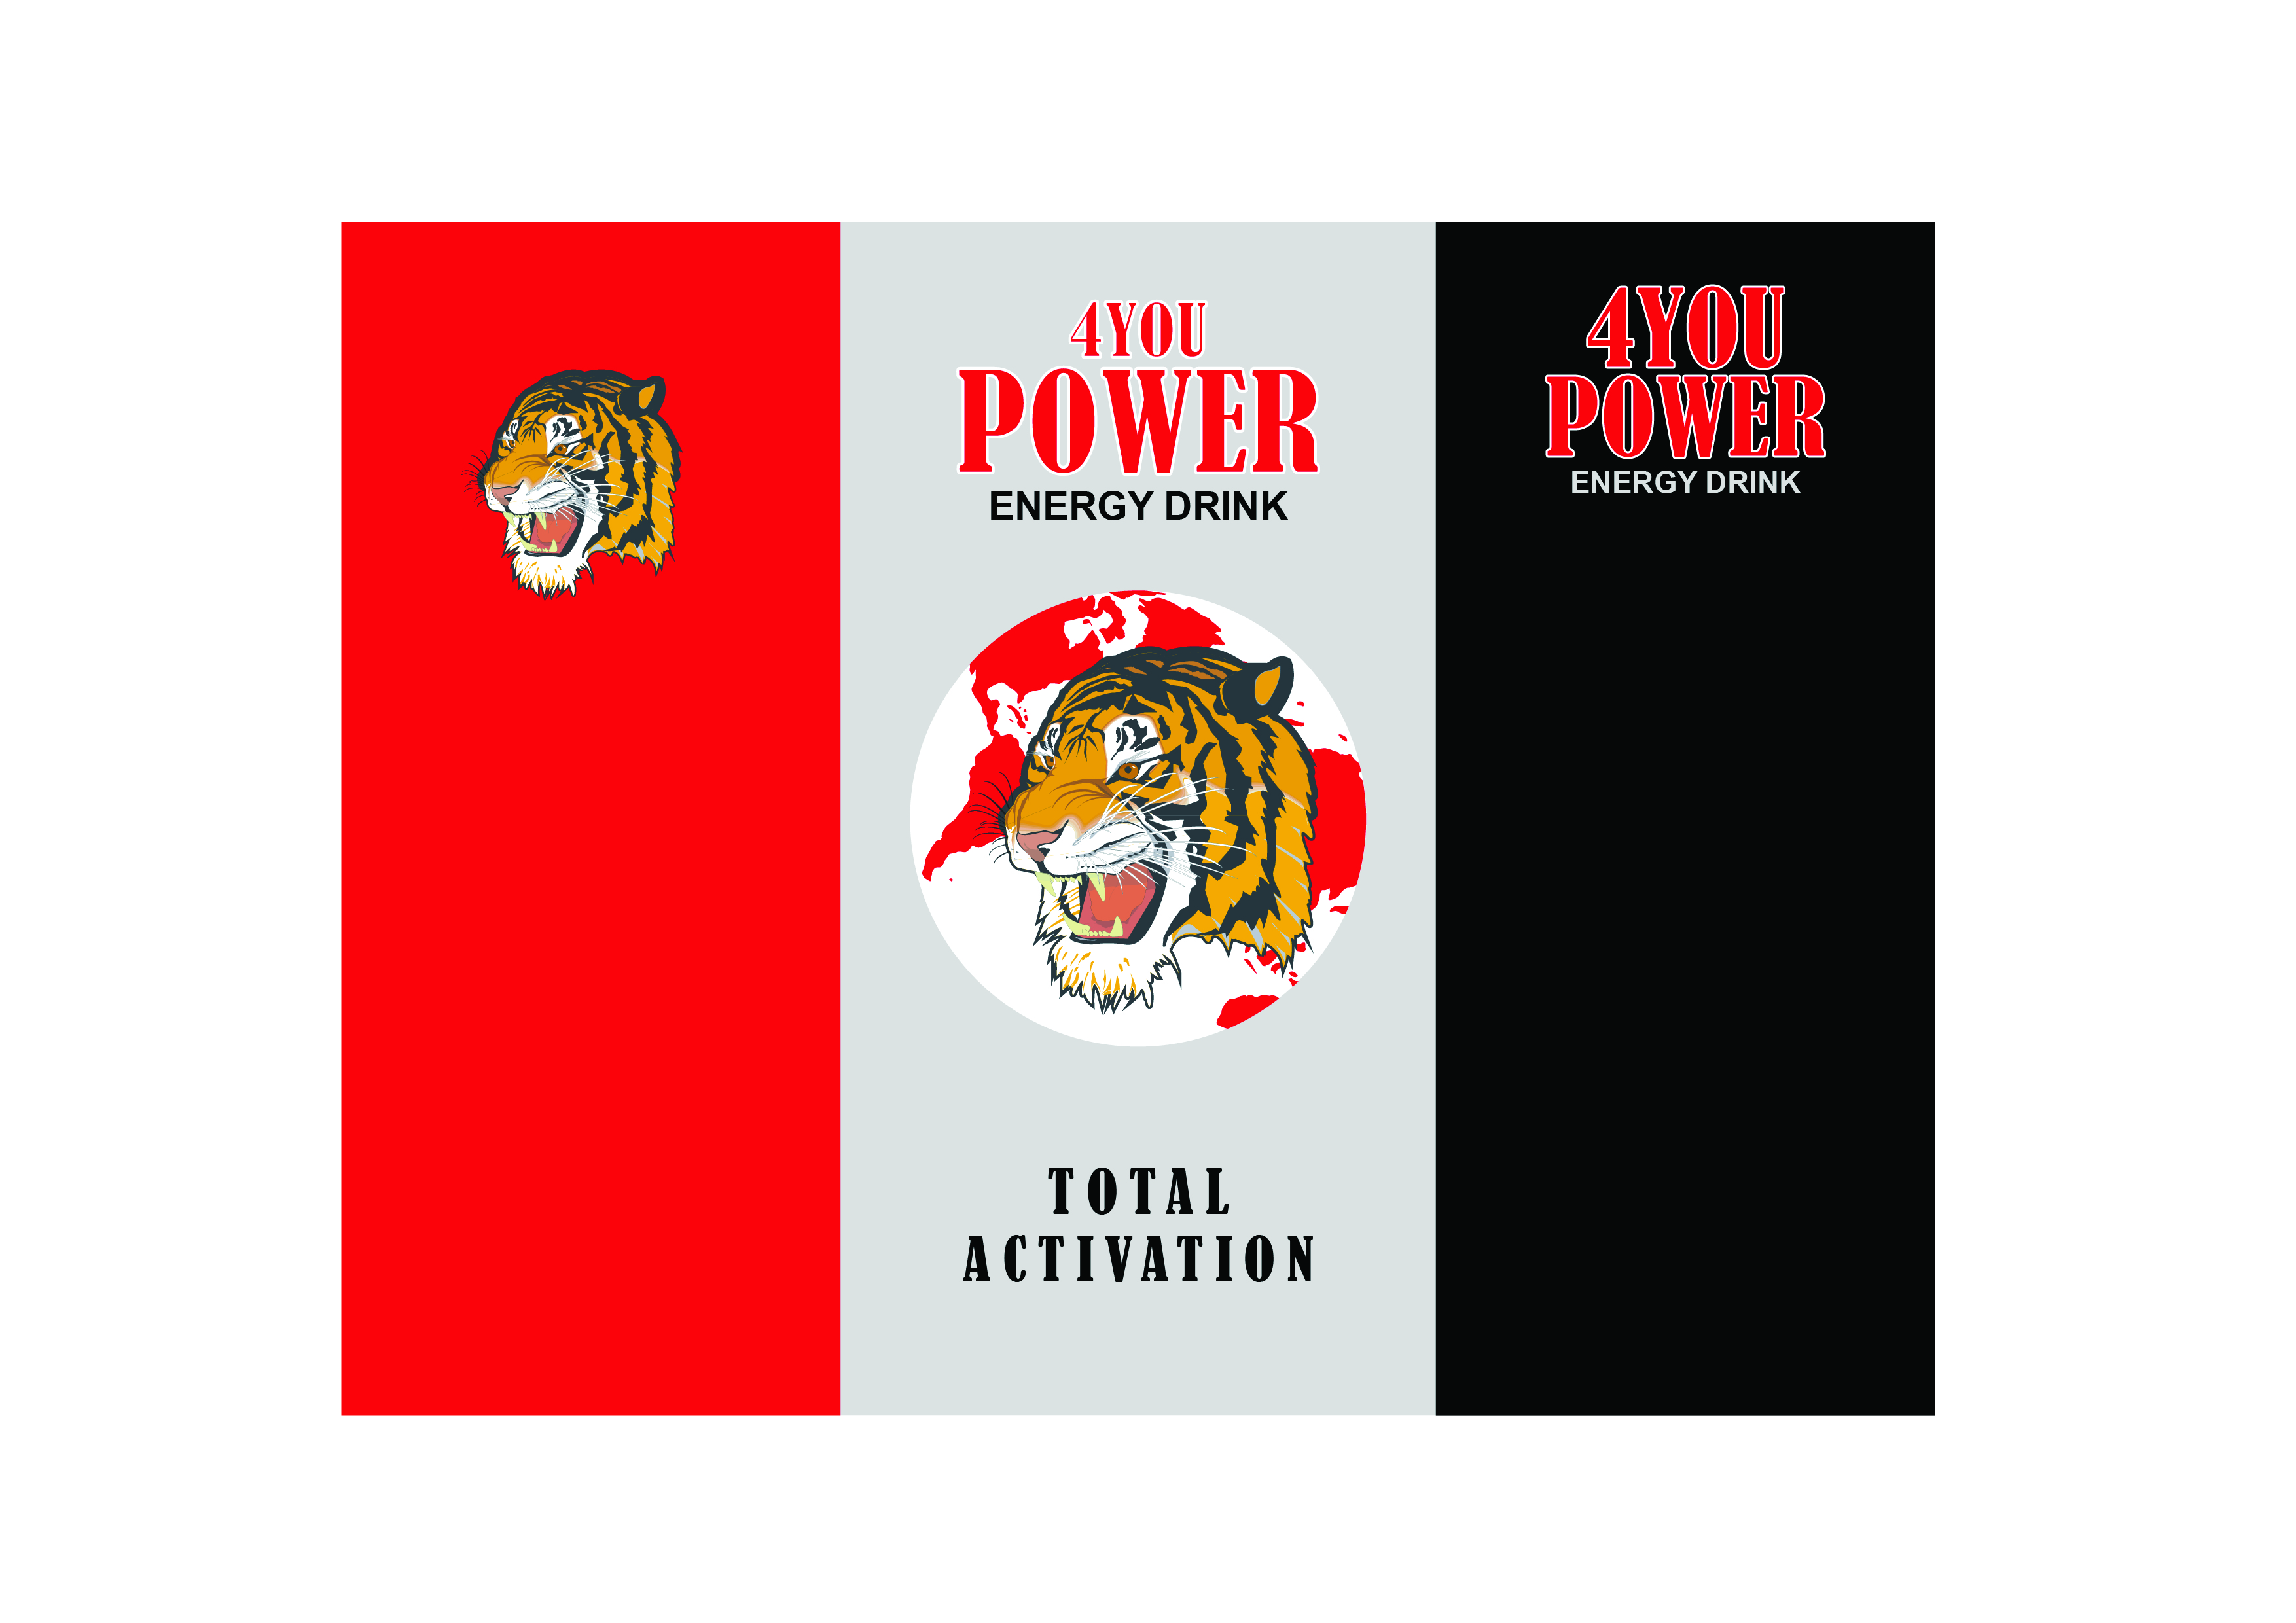 4YOU
POWER
ENERGY DRINK
TOTAL
ACTIVATION
4YOU
POWER
ENERGY DRINK